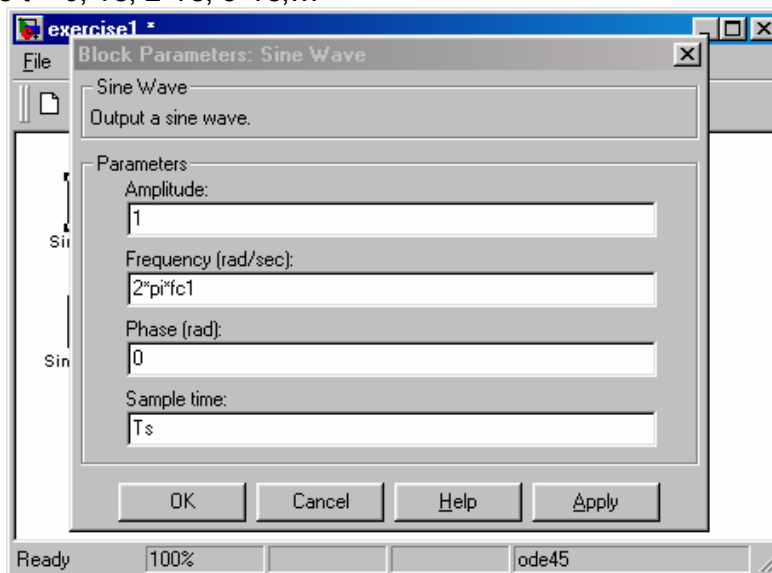 exercise1 *
File
Block Parameters: Sine Wave
Sine Wave
Output a sine wave.
Parameters
Amplitude:
1
Frequency (rad/sec):
2*pi*fc1
Phase (rad):
0
Sample time:
Ts
OK Cancel Help Apply
Ready 100% ode45